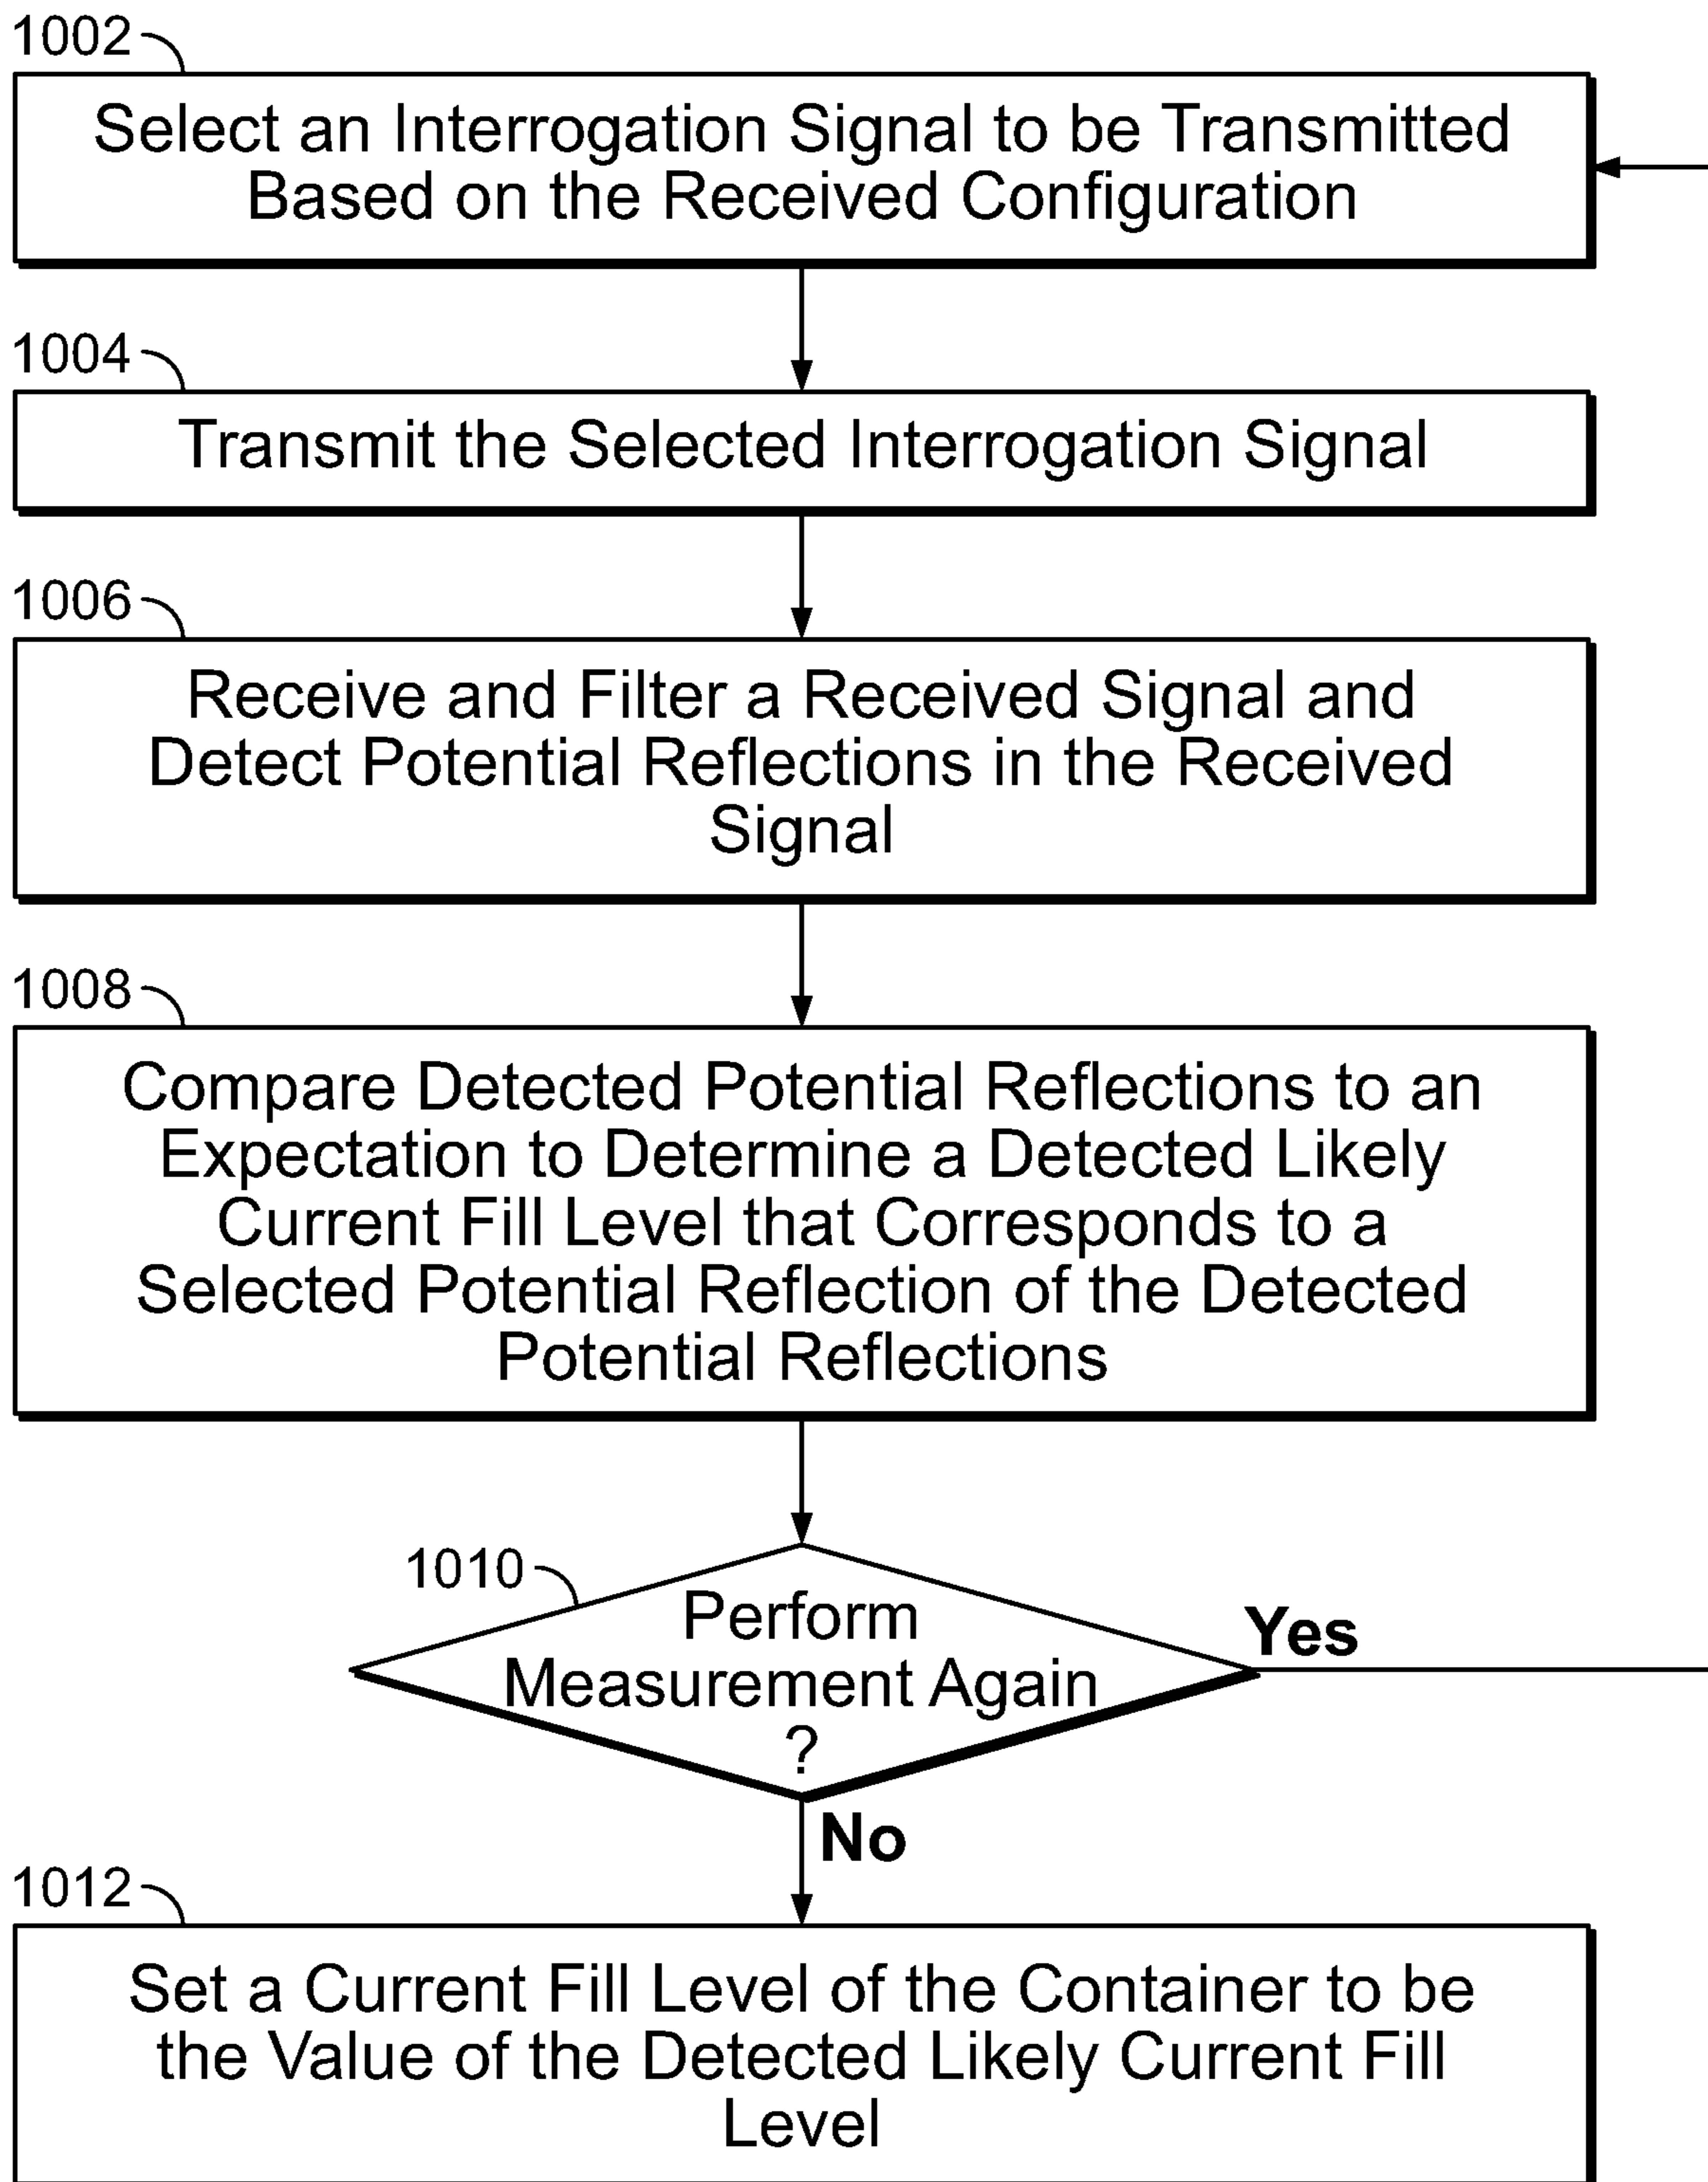 1002
Select an Interrogation Signal to be Transmitted
Based on the Received Configuration
1004
Transmit the Selected Interrogation Signal
1006
Receive and Filter a Received Signal and
Detect Potential Reflections in the Received
Signal
1008
Compare Detected Potential Reflections to an
Expectation to Determine a Detected Likely
Current Fill Level that Corresponds to a
Selected Potential Reflection of the Detected
Potential Reflections
1010
Perform
Measurement Again
?
Yes
No
1012
Set a Current Fill Level of the Container to be
the Value of the Detected Likely Current Fill
Level